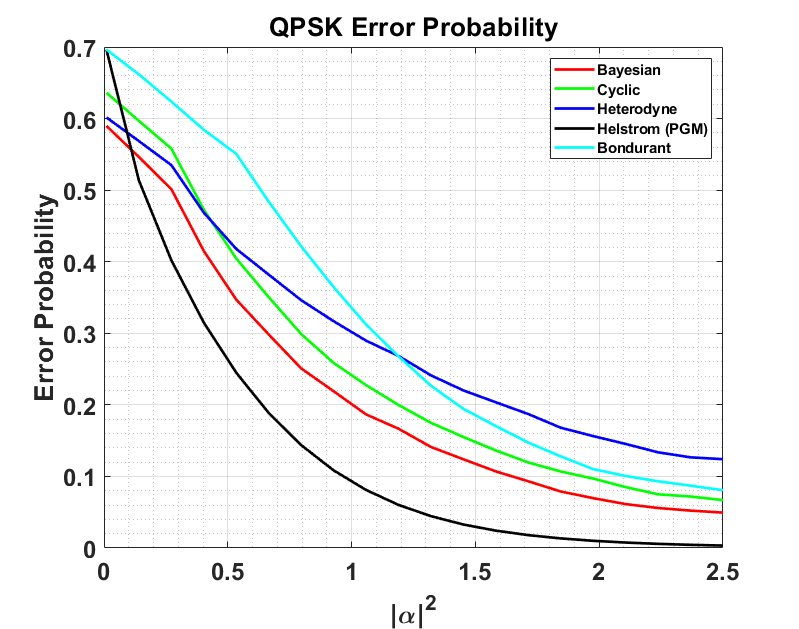 QPSK Error Probability
0.7
0.6
0.5
0.4
0.3
0.2
0.1
0
Error Probability
Bayesian
Cyclic
Heterodyne
Helstrom (PGM)
Bondurant
0 0.5 1 1.5 2 2.5
|α|²